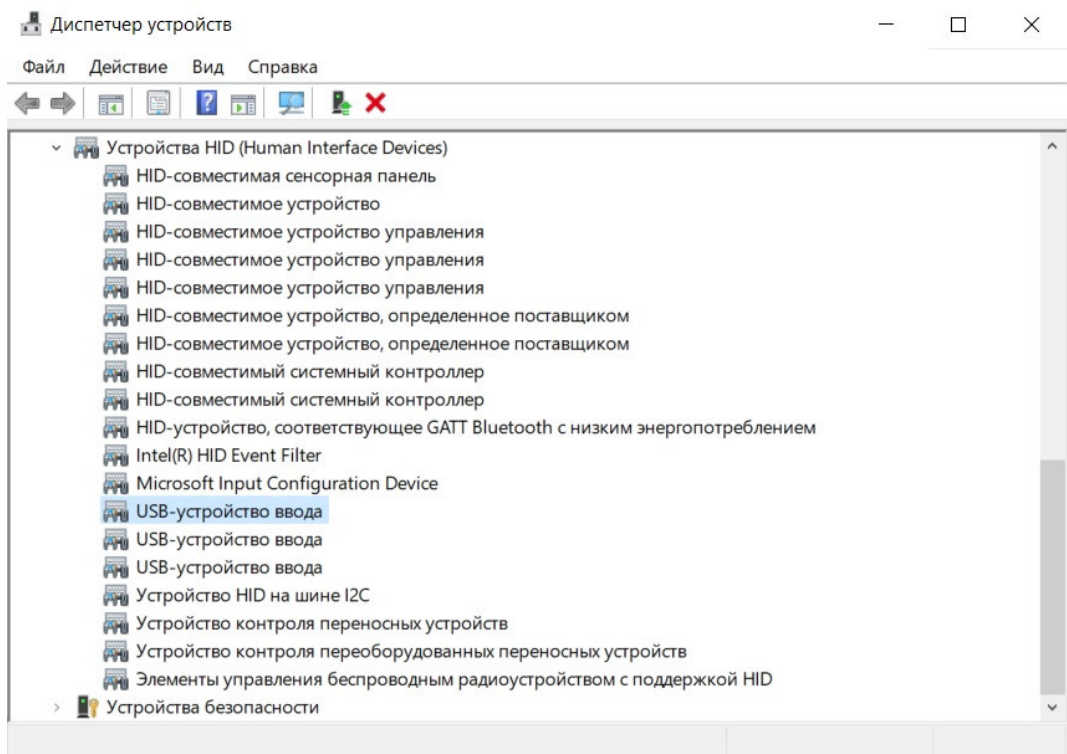 Диспетчер устройств
Файл Действие Вид Справка
Устройства HID (Human Interface Devices)
HID-совместимая сенсорная панель
HID-совместимое устройство
HID-совместимое устройство управления
HID-совместимое устройство управления
HID-совместимое устройство управления
HID-совместимое устройство, определенное поставщиком
HID-совместимое устройство, определенное поставщиком
HID-совместимый системный контроллер
HID-совместимый системный контроллер
HID-устройство, соответствующее GATT Bluetooth с низким энергопотреблением
Intel(R) HID Event Filter
Microsoft Input Configuration Device
USB-устройство ввода
USB-устройство ввода
USB-устройство ввода
Устройство HID на шине I2C
Устройство контроля переносных устройств
Устройство контроля переоборудованных переносных устройств
Элементы управления беспроводным радиоустройством с поддержкой HID
Устройства безопасности